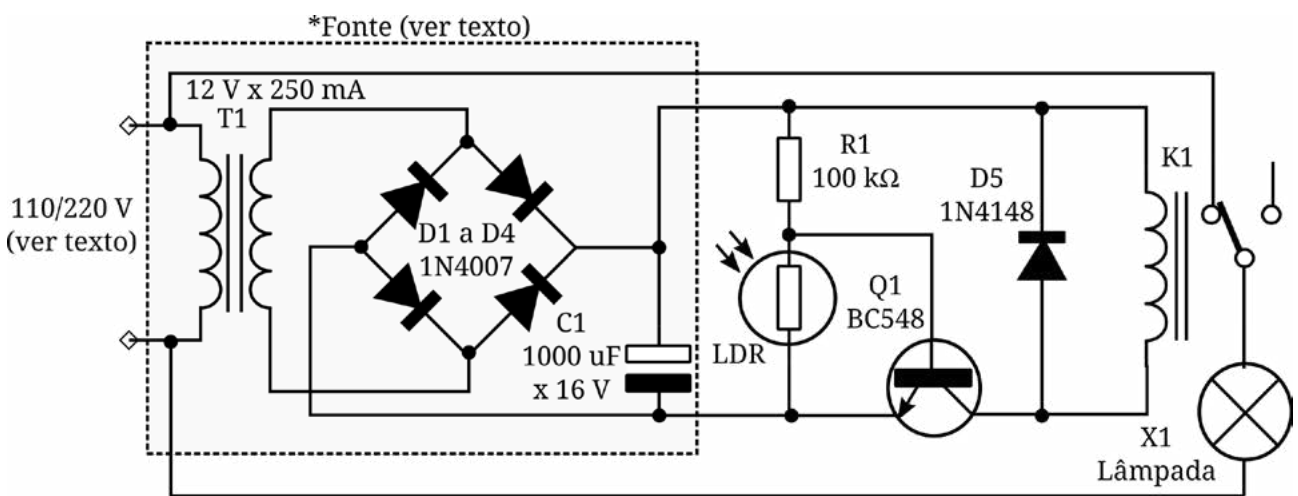 *Fonte (ver texto)
12 V x 250 mA
T1
110/220 V
(ver texto)
D1 a D4
1N4007
C1
1000 uF
x 16 V
R1
100 kΩ
LDR
Q1
BC548
D5
1N4148
K1
X1
Lâmpada